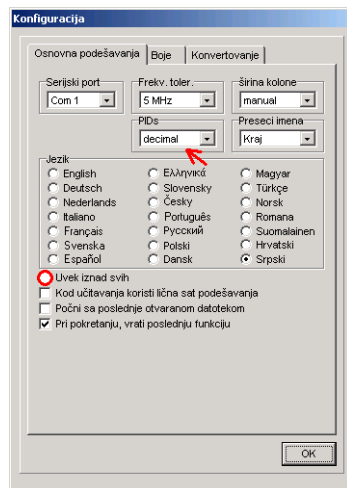 Konfiguracija
Osnovna podešavanja Boje Konvertovanje
Serijski port Frekv. toler. širina kolone
Com 1 5 MHz manual
PIDs Preseci imena
decimal Kraj
Jezik
English Ελληνικά Magyar
Deutsch Slovensky Türkçe
Nederlands Česky Norsk
Italiano Português Romana
Français Русский Suomalainen
Svenska Polski Hrvatski
Español Dansk Srpski
Uvek iznad svih
Kod učitavanja koristi lična sat podešavanja
Počni sa poslednje otvaranom datotekom
Pri pokretanju, vrati poslednju funkciju
OK